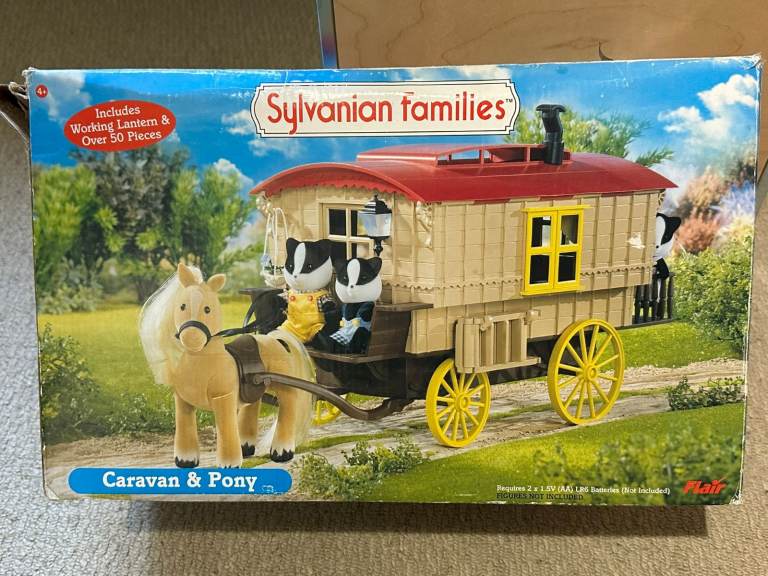 4+
Includes
Working Lantern &
Over 50 Pieces
Sylvanian Families™
Caravan & Pony
Requires 2 x 1.5V (AA) LR6 Batteries (Not Included)
FIGURES NOT INCLUDED
Flair